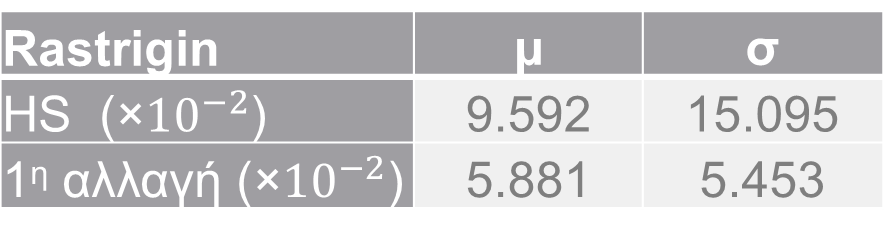 Rastrigin μ σ
HS (×10⁻²) 9.592 15.095
1η αλλαγή (×10⁻²) 5.881 5.453